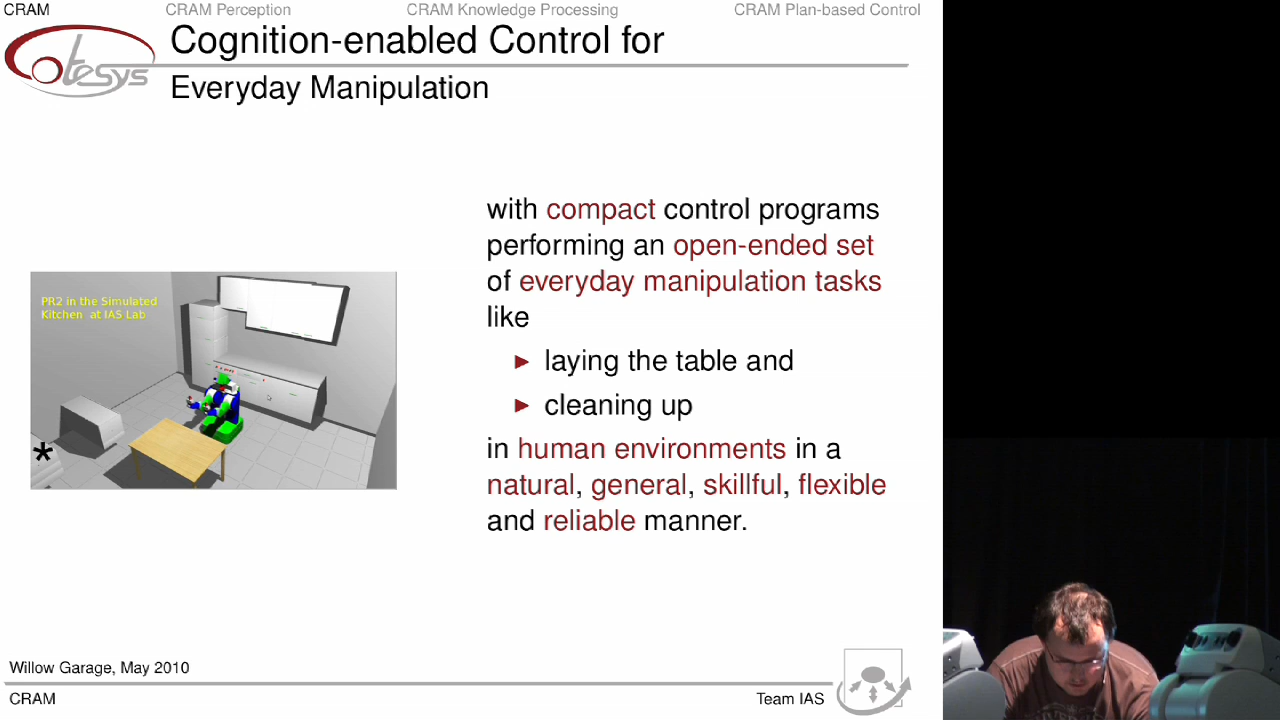 CRAM CRAM Perception CRAM Knowledge Processing CRAM Plan-based Control
Cognition-enabled Control for
Everyday Manipulation
cotesys
with compact control programs
performing an open-ended set
of everyday manipulation tasks
like
laying the table and
cleaning up
in human environments in a
natural, general, skillful, flexible
and reliable manner.
PR2 in the Simulated
Kitchen at IAS Lab
*
Willow Garage, May 2010
CRAM Team IAS